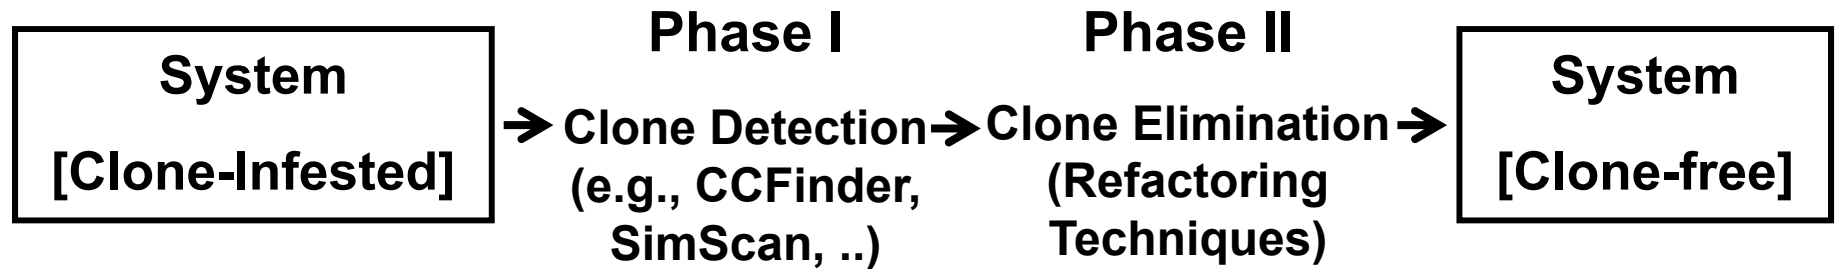 System
[Clone-Infested]
Phase I
Clone Detection
(e.g., CCFinder,
SimScan, ..)
Phase II
Clone Elimination
(Refactoring
Techniques)
System
[Clone-free]